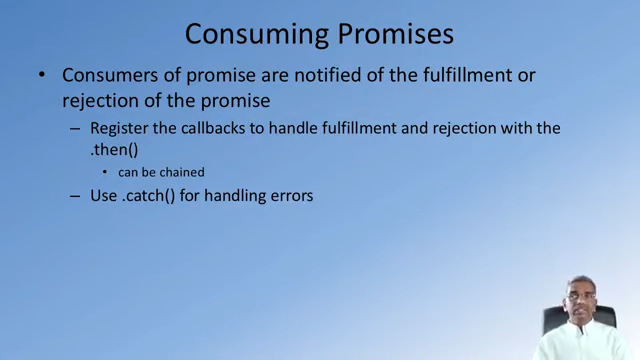 Consuming Promises
• Consumers of promise are notified of the fulfillment or
rejection of the promise
– Register the callbacks to handle fulfillment and rejection with the
.then()
• can be chained
– Use .catch() for handling errors